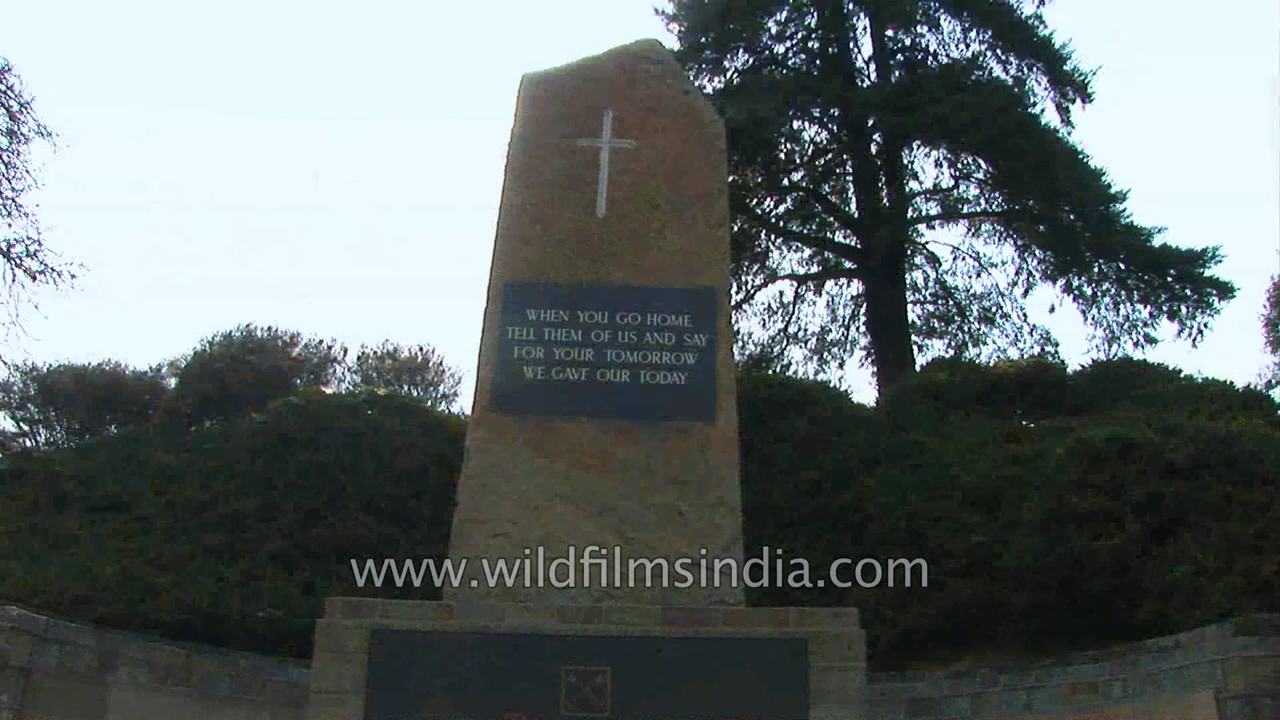 WHEN YOU GO HOME
TELL THEM OF US AND SAY
FOR YOUR TOMORROW
WE GAVE OUR TODAY
www.wildfilmsindia.com